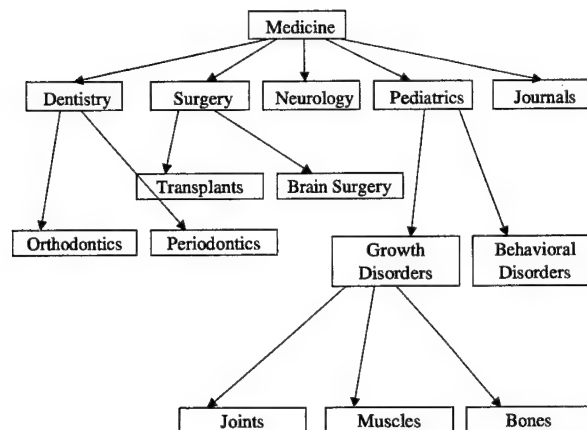 Medicine
Dentistry
Surgery
Neurology
Pediatrics
Journals
Transplants
Brain Surgery
Orthodontics
Periodontics
Growth
Disorders
Behavioral
Disorders
Joints
Muscles
Bones